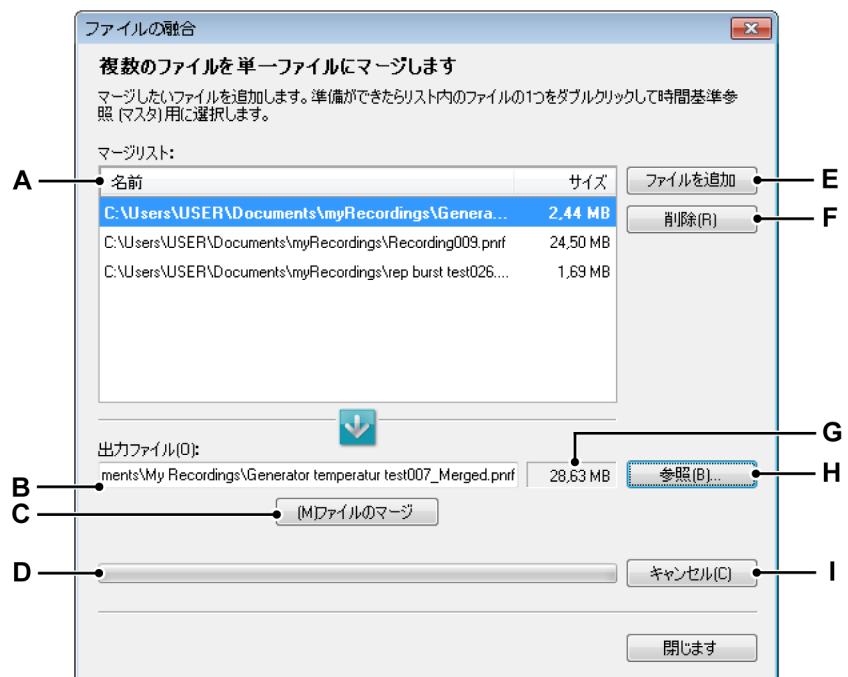 ファイルの融合
複数のファイルを単一ファイルにマージします
マージしたいファイルを追加します。準備ができたらリスト内のファイルの1つをダブルクリックして時間基準参
照 (マスタ) 用に選択します。
マージリスト:
A 名前 サイズ ファイルを追加 E
C:\Users\USER\Documents\myRecordings\Genera... 2,44 MB 削除(R) F
C:\Users\USER\Documents\myRecordings\Recording009.pnrf 24,50 MB
C:\Users\USER\Documents\myRecordings\rep burst test026.... 1,69 MB
G
出力ファイル(O):
B ments\My Recordings\Generator temperatur test007_Merged.pnrf 28,63 MB 参照(B)... H
C (M)ファイルのマージ
D キャンセル(C) I
閉じます